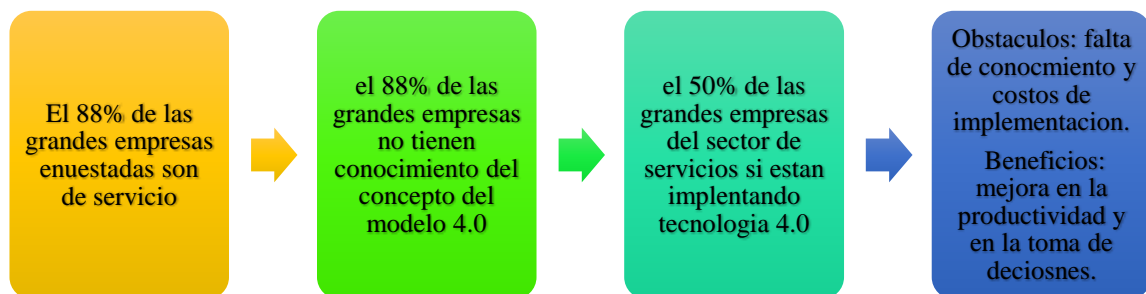 El 88% de las
grandes empresas
enuestadas son
de servicio
el 88% de las
grandes empresas
no tienen
conocimiento del
concepto del
modelo 4.0
el 50% de las
grandes empresas
del sector de
servicios si estan
implentando
tecnologia 4.0
Obstaculos: falta
de conocmiento y
costos de
implementacion.
Beneficios:
mejora en la
productividad y
en la toma de
deciosnes.